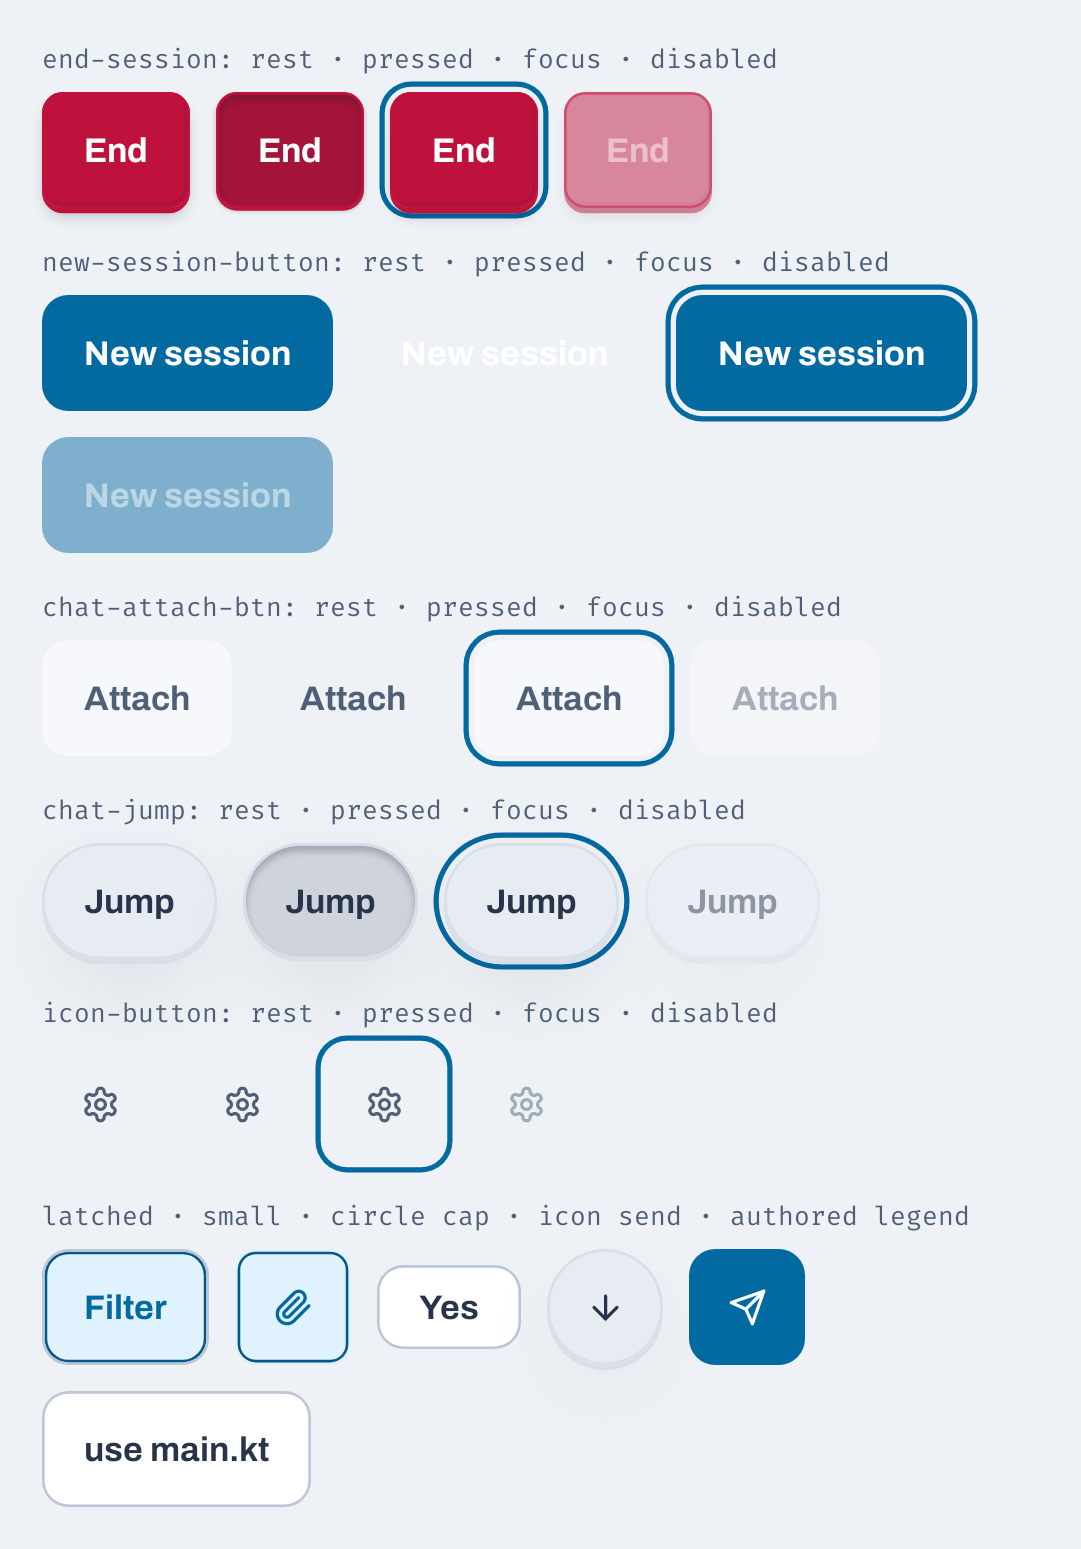 end-session: rest · pressed · focus · disabled
End End End End
new-session-button: rest · pressed · focus · disabled
New session New session New session
New session
chat-attach-btn: rest · pressed · focus · disabled
Attach Attach Attach Attach
chat-jump: rest · pressed · focus · disabled
Jump Jump Jump Jump
icon-button: rest · pressed · focus · disabled
latched · small · circle cap · icon send · authored legend
Filter Yes
use main.kt